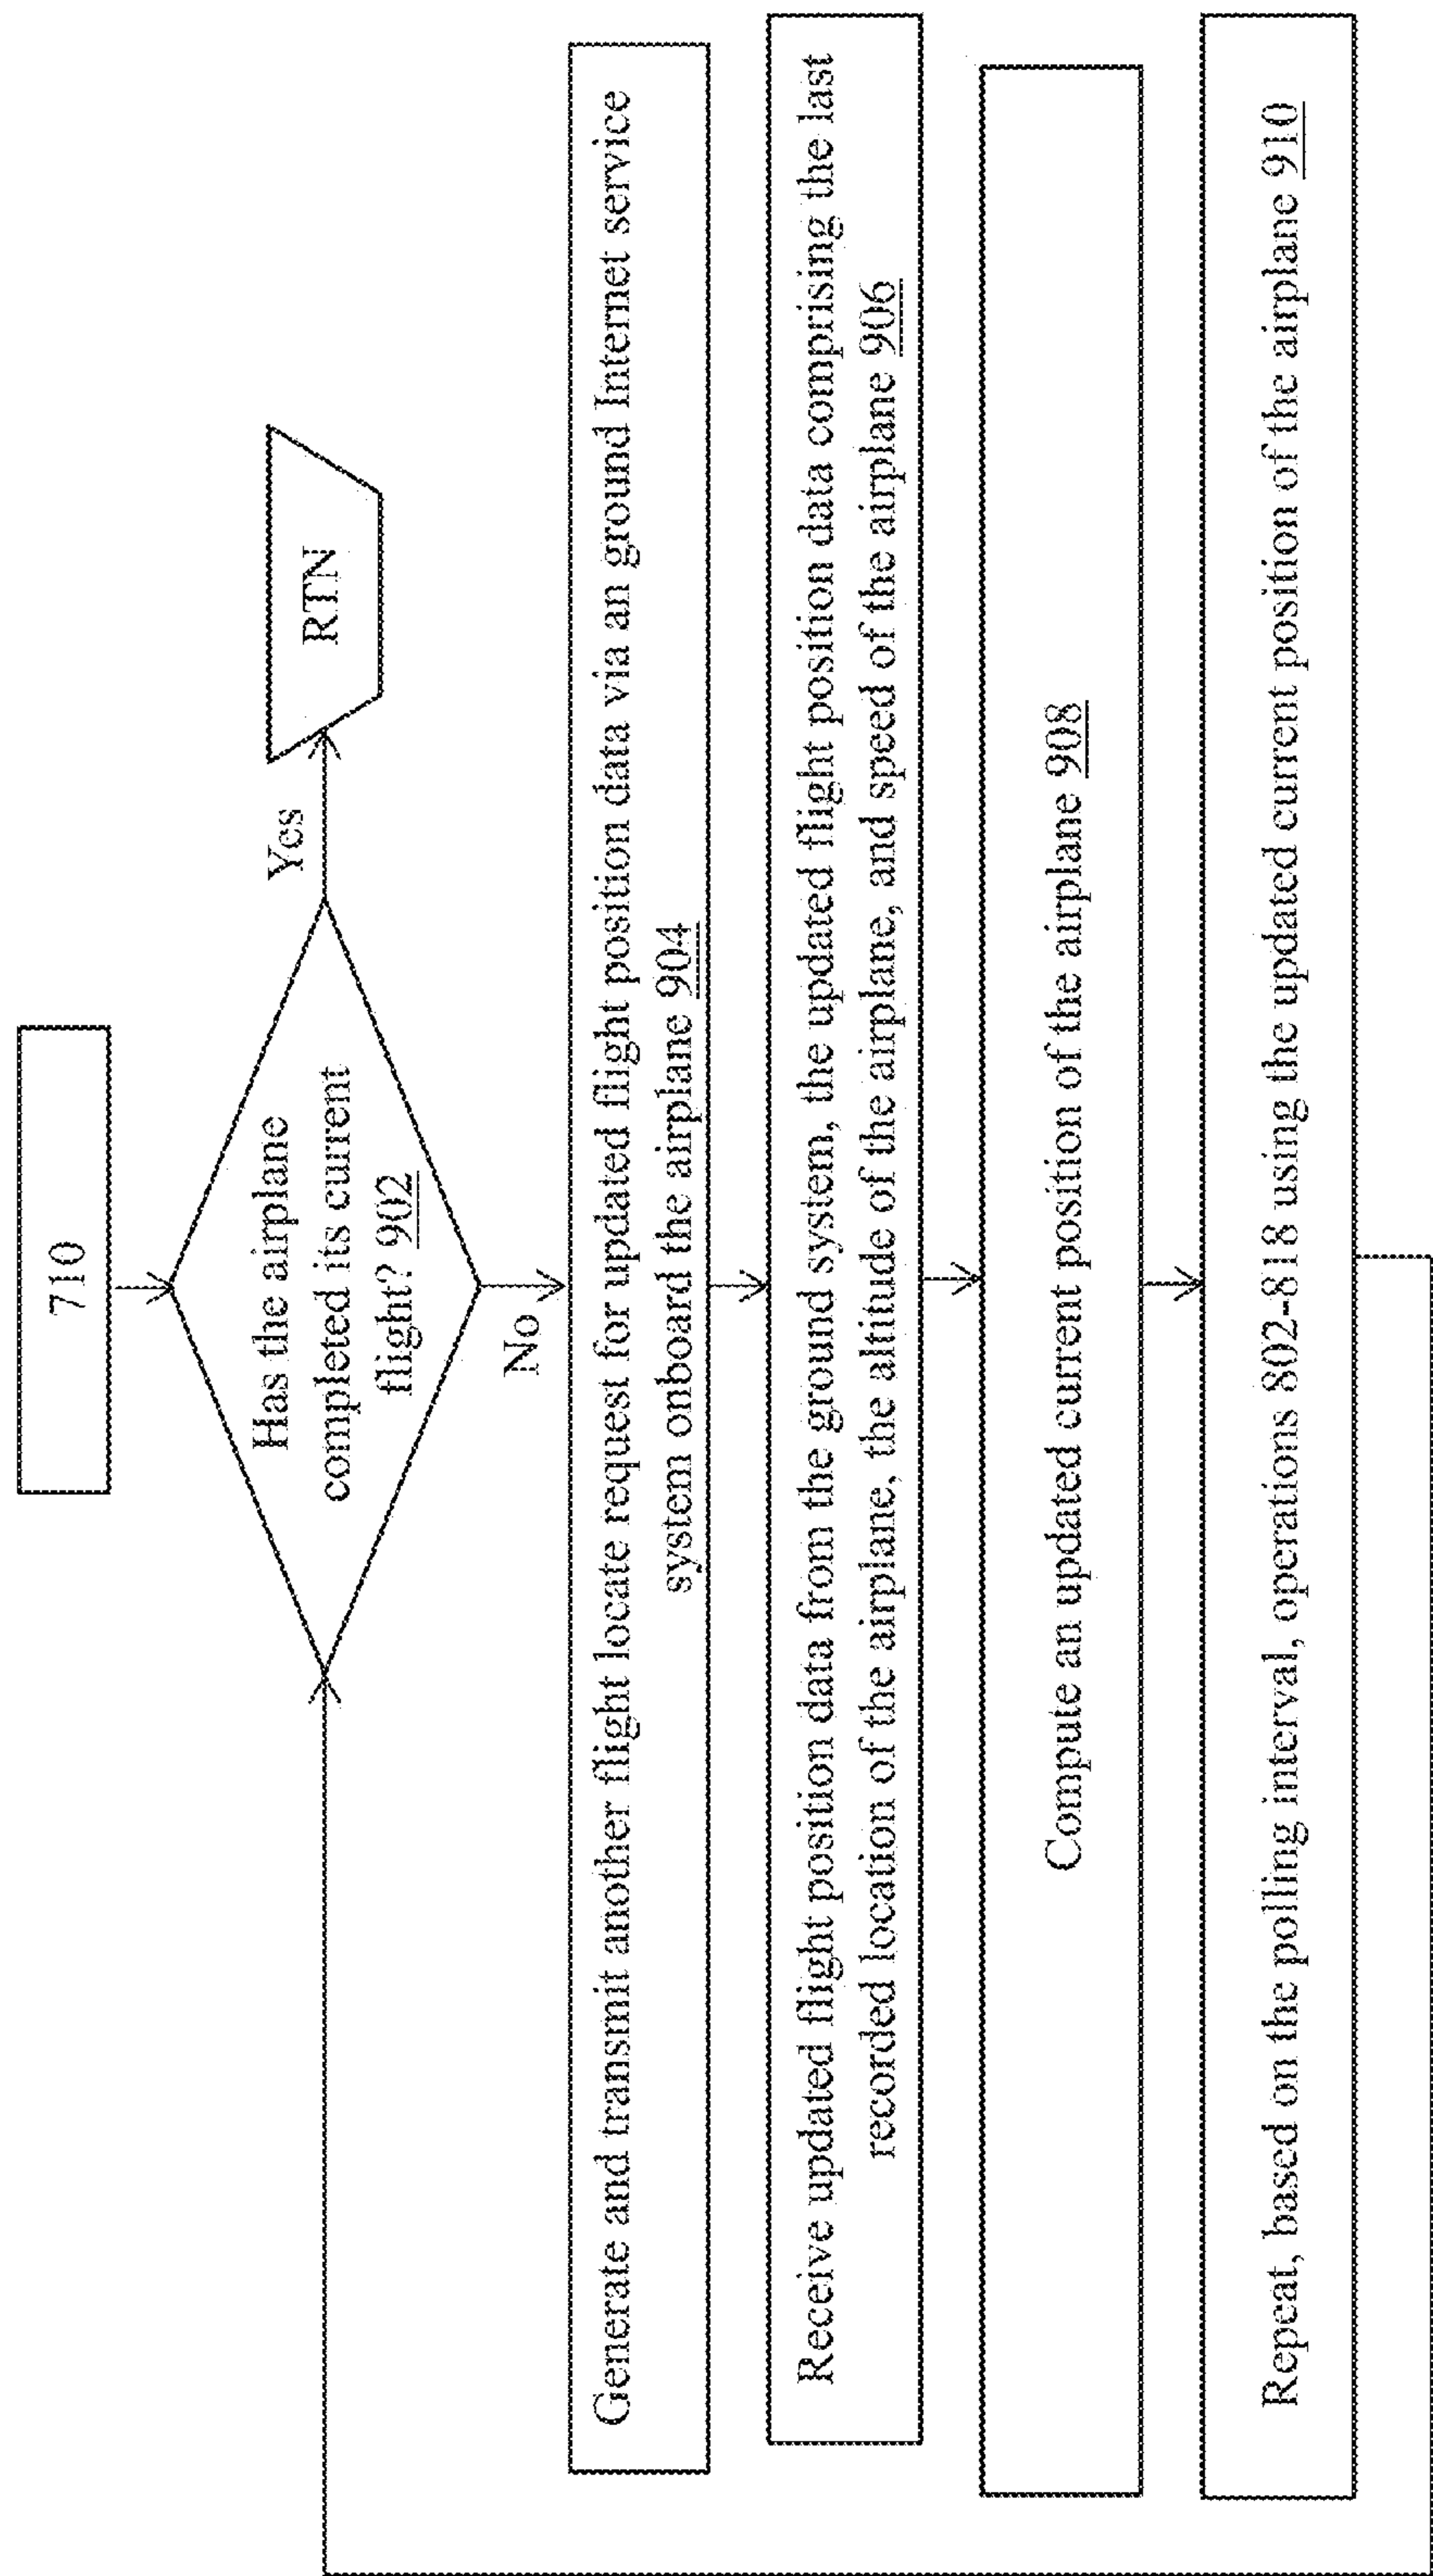 710
Has the airplane
completed its current
flight? 902
Yes
RTN
No
Generate and transmit another flight locate request for updated flight position data via an ground Internet service
system onboard the airplane 904
Receive updated flight position data from the ground system, the updated flight position data comprising the last
recorded location of the airplane, the altitude of the airplane, and speed of the airplane 906
Compute an updated current position of the airplane 908
Repeat, based on the polling interval, operations 802-818 using the updated current position of the airplane 910